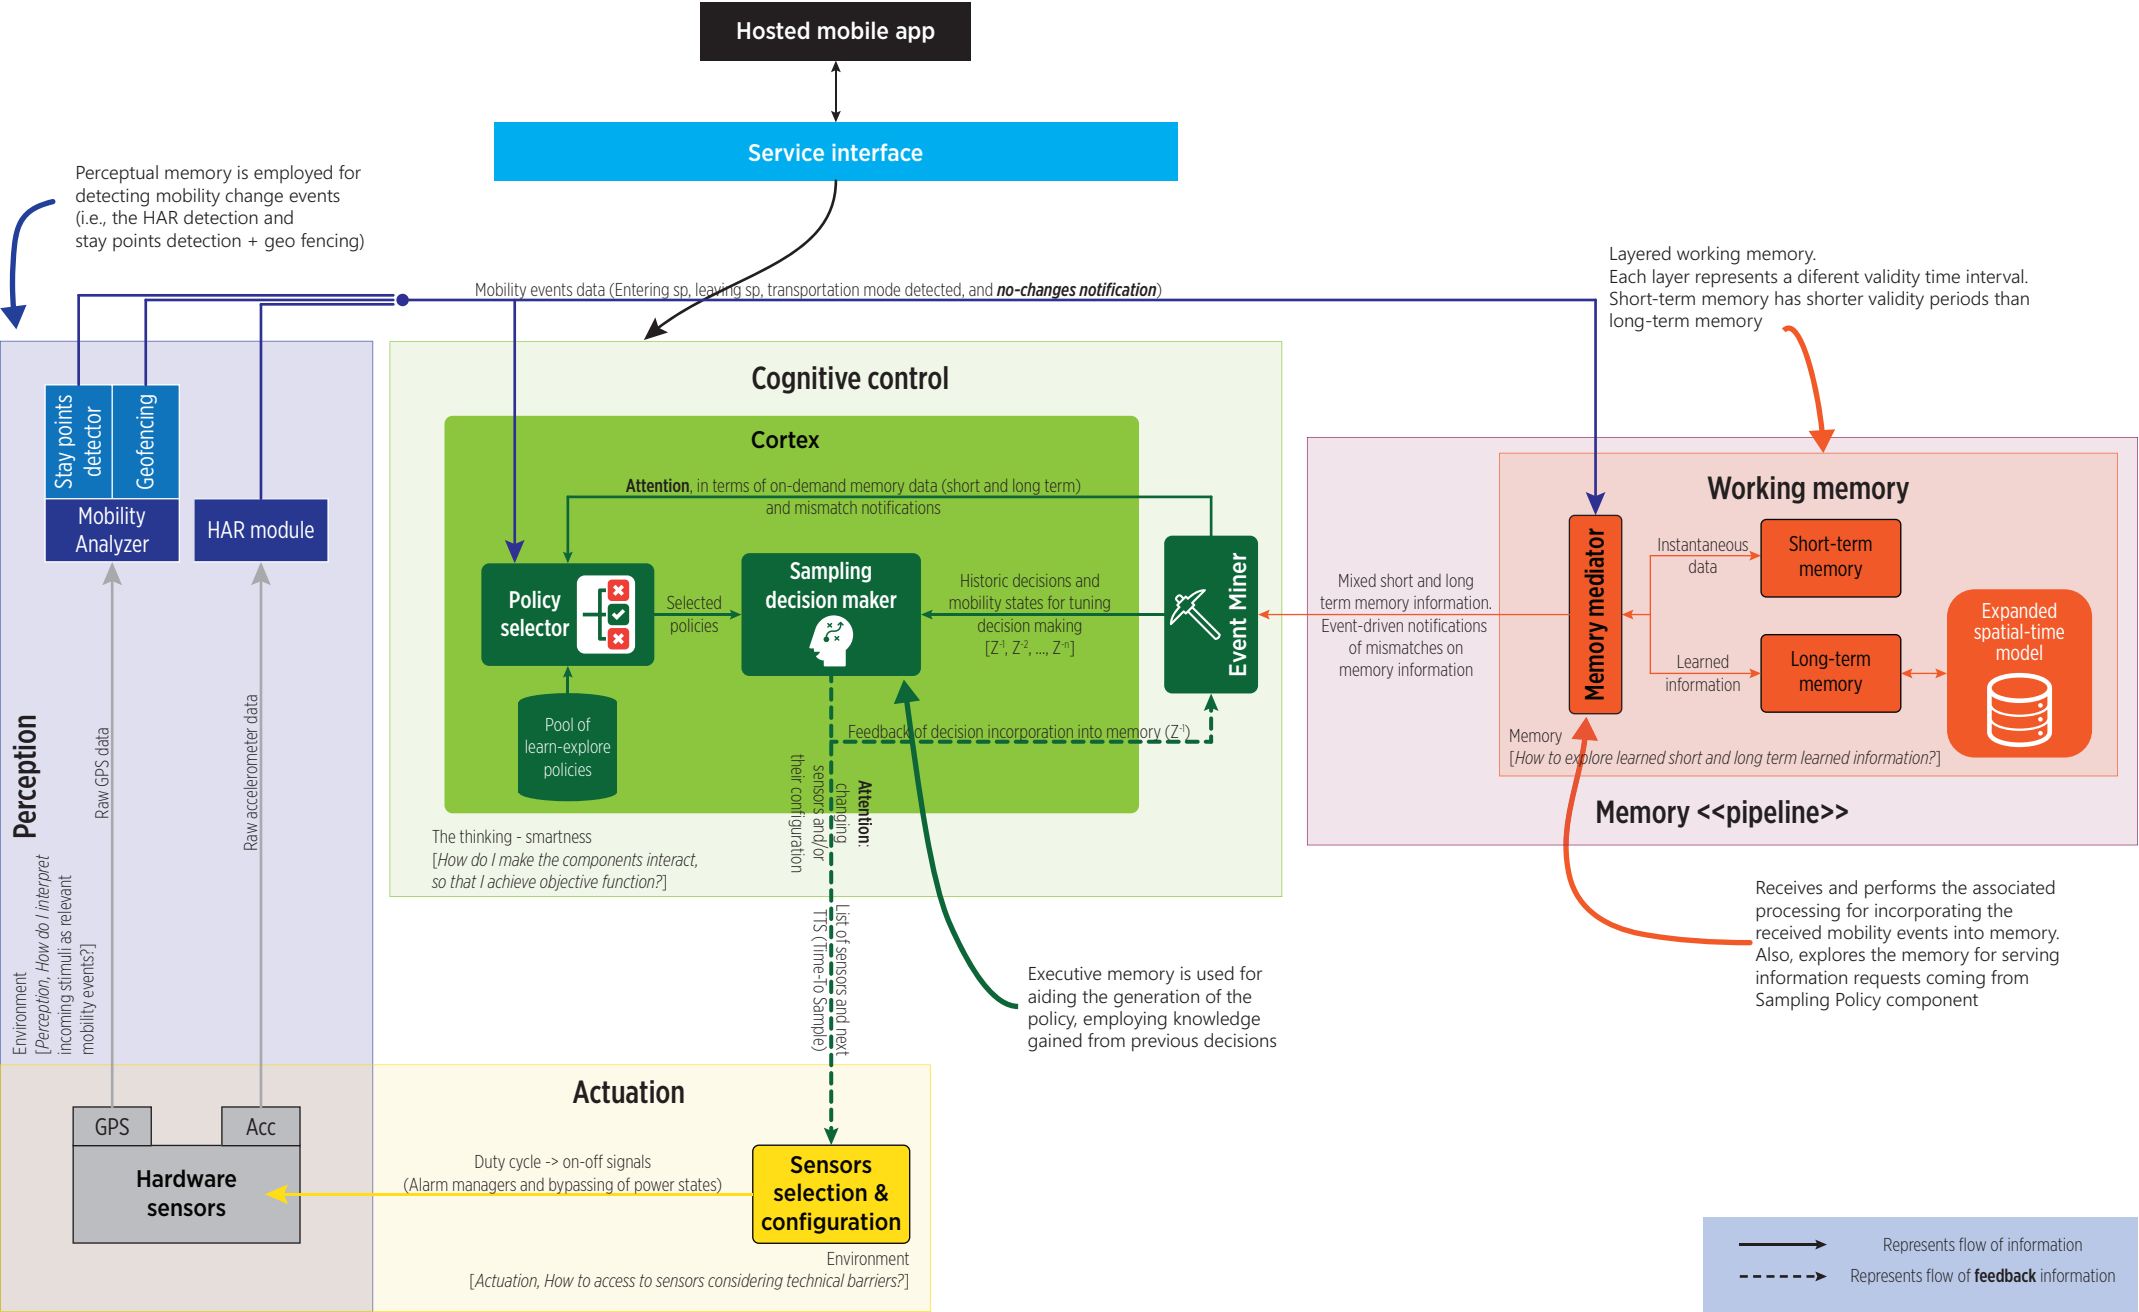 Hosted mobile app
Service interface
Perceptual memory is employed for
detecting mobility change events
(i.e., the HAR detection and
stay points detection + geo fencing)
Mobility events data (Entering sp, leaving sp, transportation mode detected, and no-changes notification)
Layered working memory.
Each layer represents a diferent validity time interval.
Short-term memory has shorter validity periods than
long-term memory
Stay points
detector
Geofencing
Mobility
Analyzer
HAR module
Raw GPS data
Raw accelerometer data
Perception
Environment
[Perception, How do I interpret
incoming stimuli as relevant
mobility events?]
Cognitive control
Cortex
Attention, in terms of on-demand memory data (short and long term)
and mismatch notifications
Policy
selector
Selected
policies
Sampling
decision maker
Historic decisions and
mobility states for tuning
decision making
[Z-1, Z-2, ..., Z-n]
Event Miner
Pool of
learn-explore
policies
Feedback of decision incorporation into memory (Z-1)
Attention:
changing
sensors and/or
their configuration
The thinking - smartness
[How do I make the components interact,
so that I achieve objective function?]
List of sensors and next
TTS (Time-To Sample)
Mixed short and long
term memory information.
Event-driven notifications
of mismatches on
memory information
Working memory
Memory mediator
Instantaneous
data
Short-term
memory
Learned
information
Long-term
memory
Expanded
spatial-time
model
Memory
[How to explore learned short and long term learned information?]
Memory <<pipeline>>
Receives and performs the associated
processing for incorporating the
received mobility events into memory.
Also, explores the memory for serving
information requests coming from
Sampling Policy component
Executive memory is used for
aiding the generation of the
policy, employing knowledge
gained from previous decisions
Actuation
GPS
Acc
Hardware
sensors
Duty cycle -> on-off signals
(Alarm managers and bypassing of power states)
Sensors
selection &
configuration
Environment
[Actuation, How to access to sensors considering technical barriers?]
Represents flow of information
Represents flow of feedback information